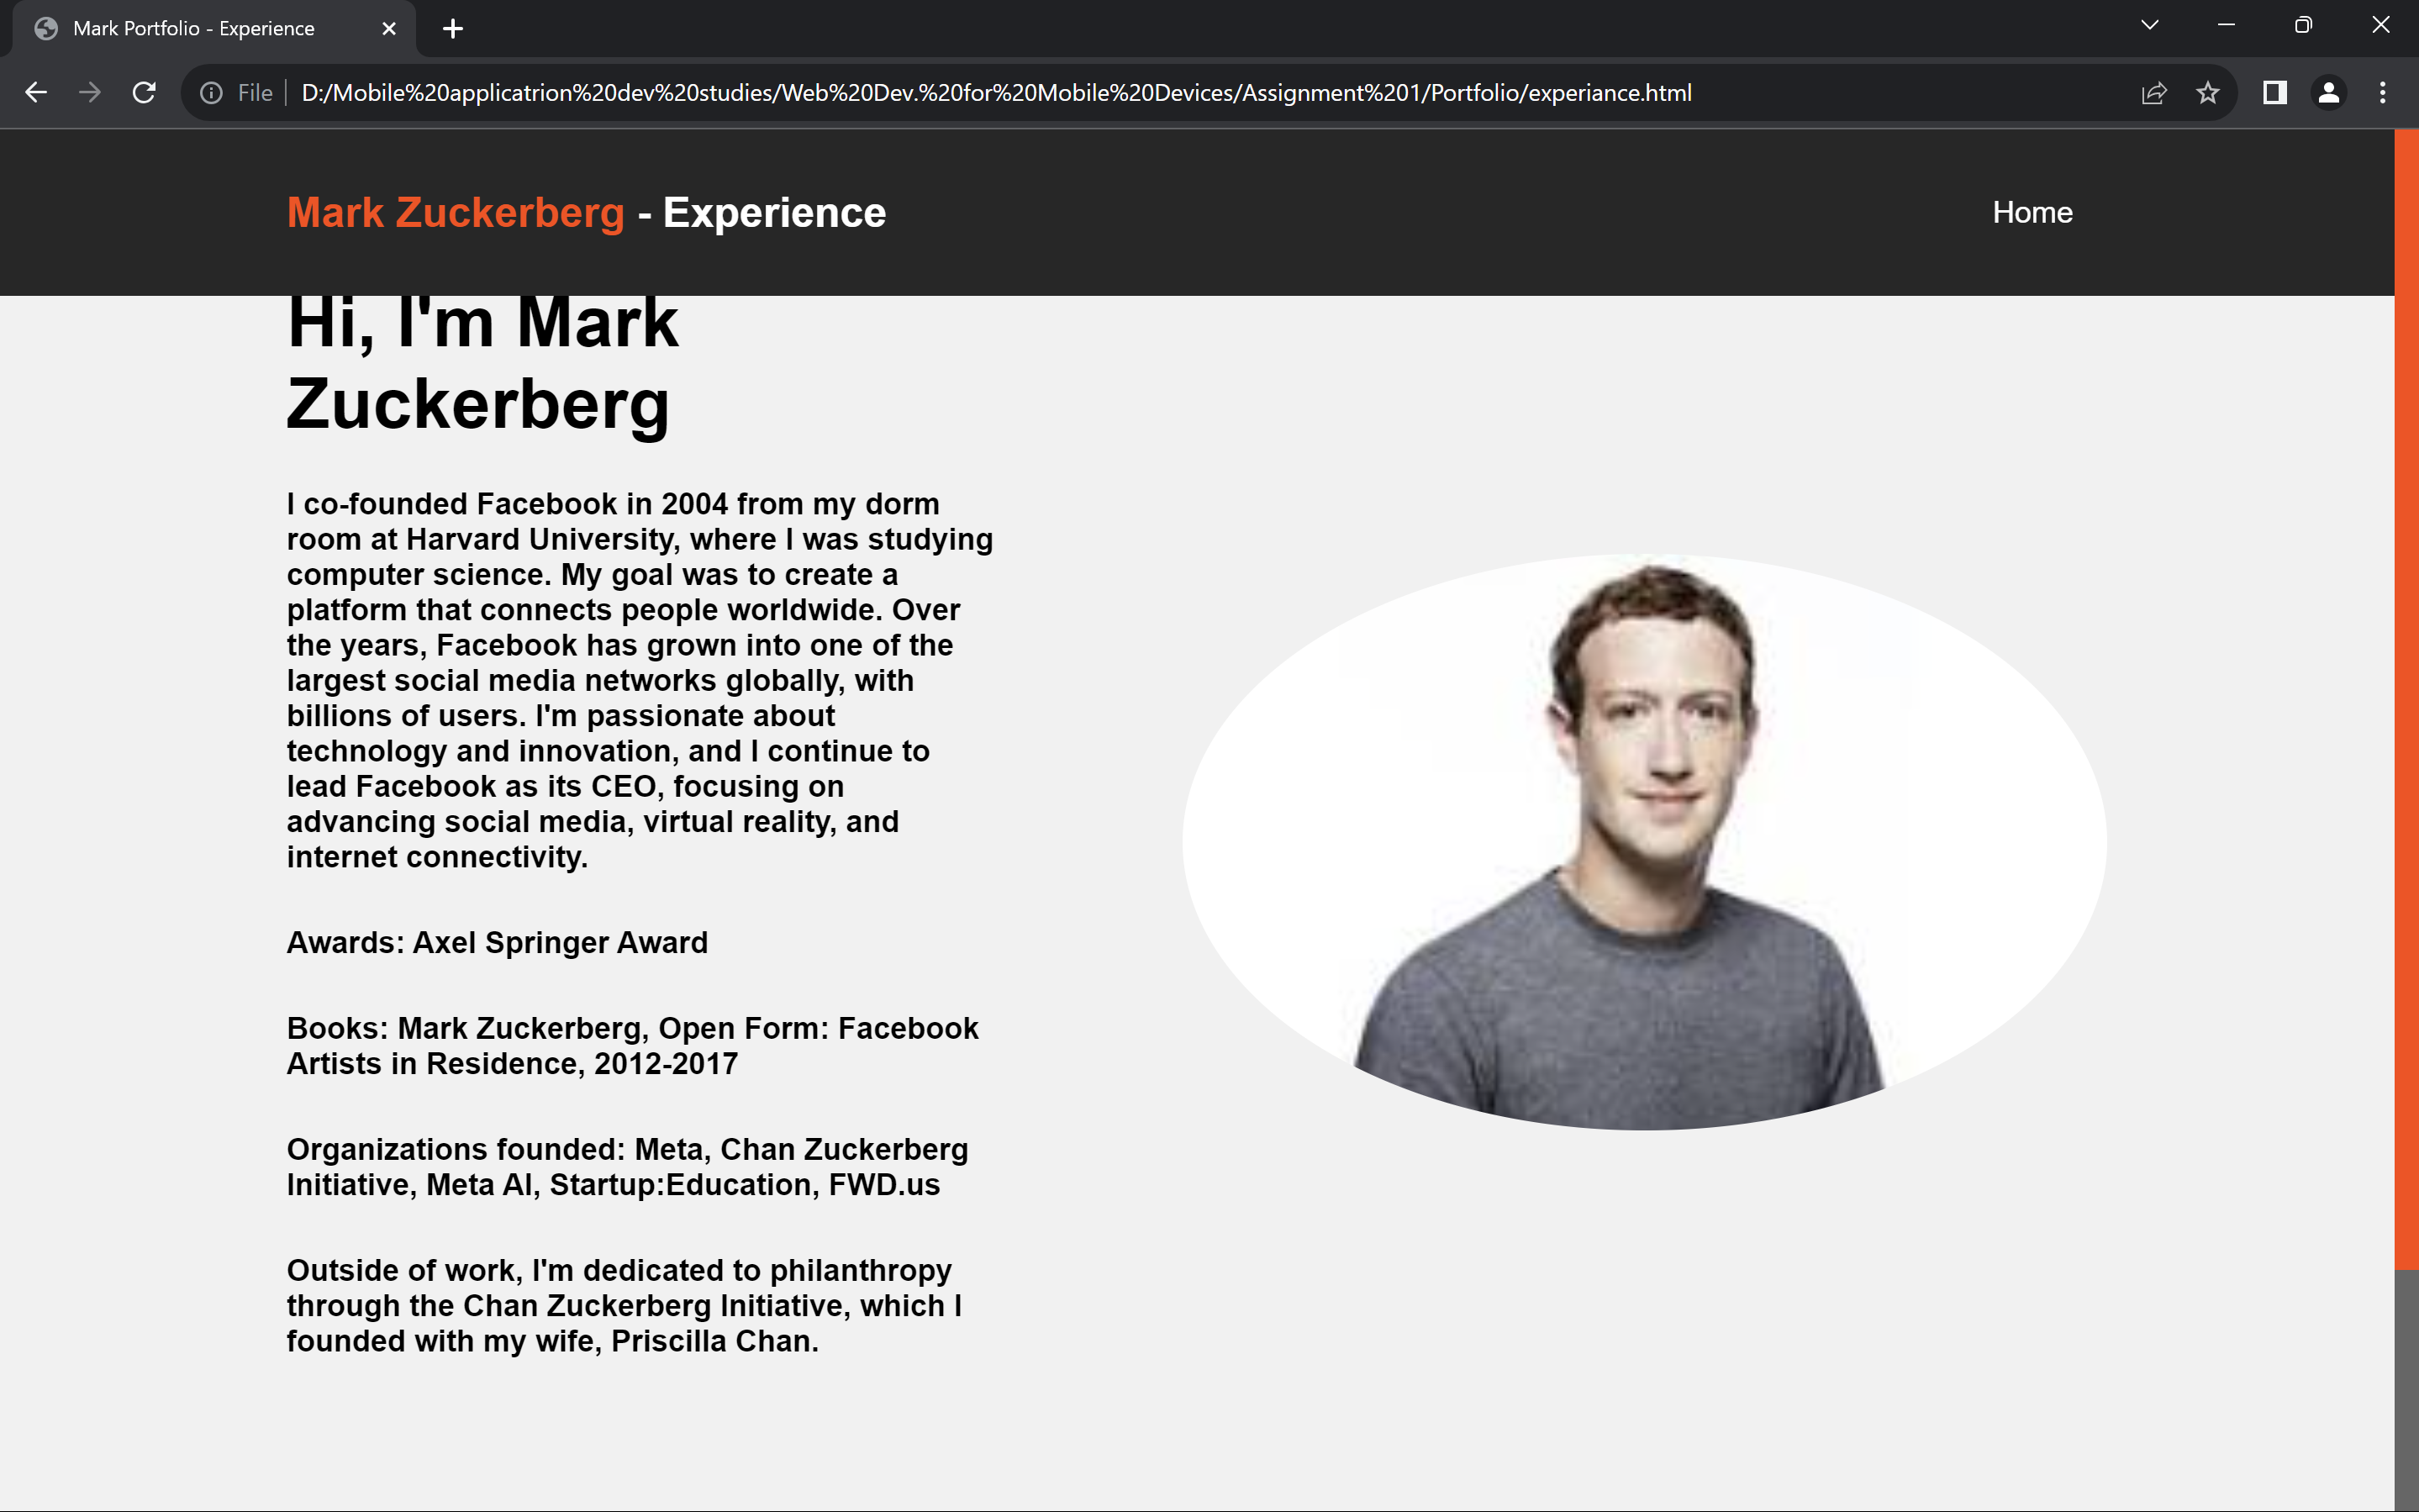 Mark Portfolio - Experience
File
D:/Mobile%20applicatrion%20dev%20studies/Web%20Dev.%20for%20Mobile%20Devices/Assignment%201/Portfolio/experiance.html
Mark Zuckerberg - Experience
Home
Hi, I'm Mark
Zuckerberg
I co-founded Facebook in 2004 from my dorm
room at Harvard University, where I was studying
computer science. My goal was to create a
platform that connects people worldwide. Over
the years, Facebook has grown into one of the
largest social media networks globally, with
billions of users. I'm passionate about
technology and innovation, and I continue to
lead Facebook as its CEO, focusing on
advancing social media, virtual reality, and
internet connectivity.
Awards: Axel Springer Award
Books: Mark Zuckerberg, Open Form: Facebook
Artists in Residence, 2012-2017
Organizations founded: Meta, Chan Zuckerberg
Initiative, Meta AI, Startup:Education, FWD.us
Outside of work, I'm dedicated to philanthropy
through the Chan Zuckerberg Initiative, which I
founded with my wife, Priscilla Chan.